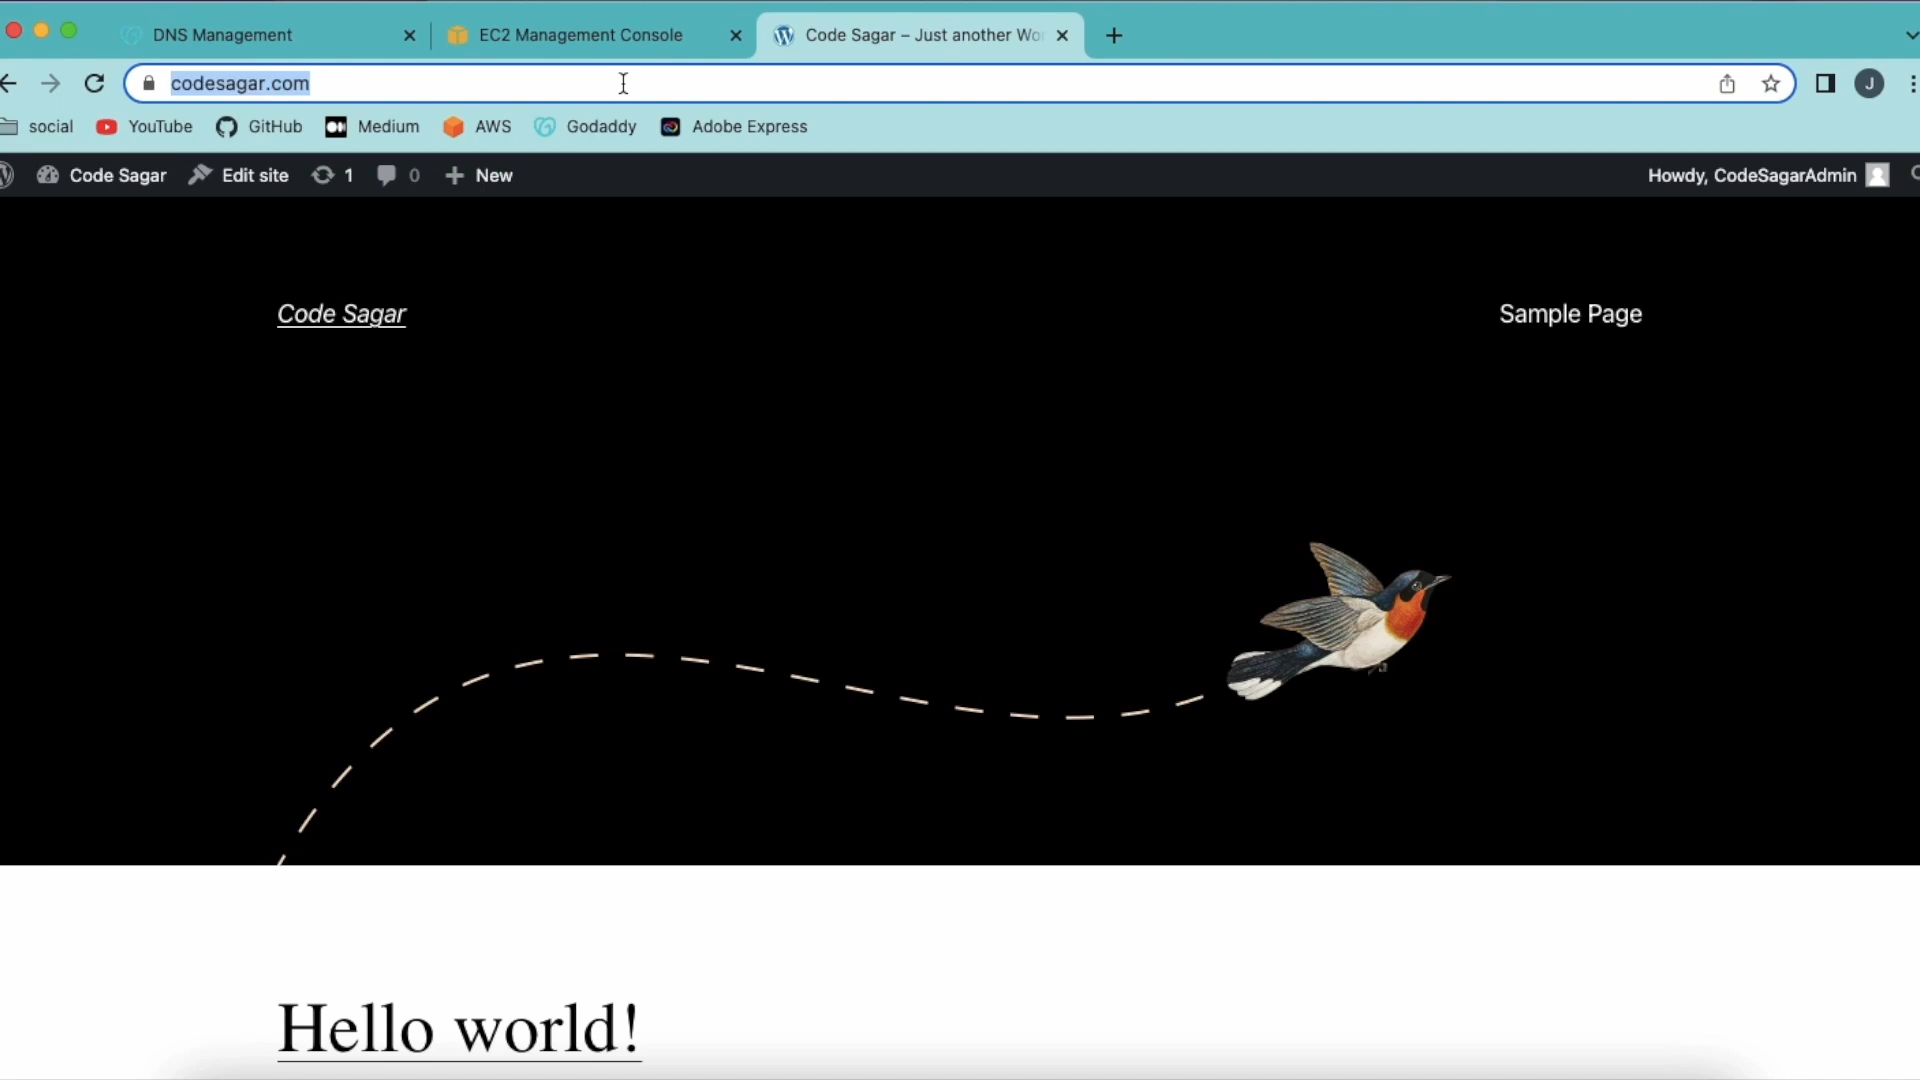 DNS Management
EC2 Management Console
Code Sagar – Just another Wo
codesagar.com
J
social YouTube GitHub Medium AWS Godaddy Adobe Express
Code Sagar Edit site 1 0 New Howdy, CodeSagarAdmin
Code Sagar Sample Page
Hello world!